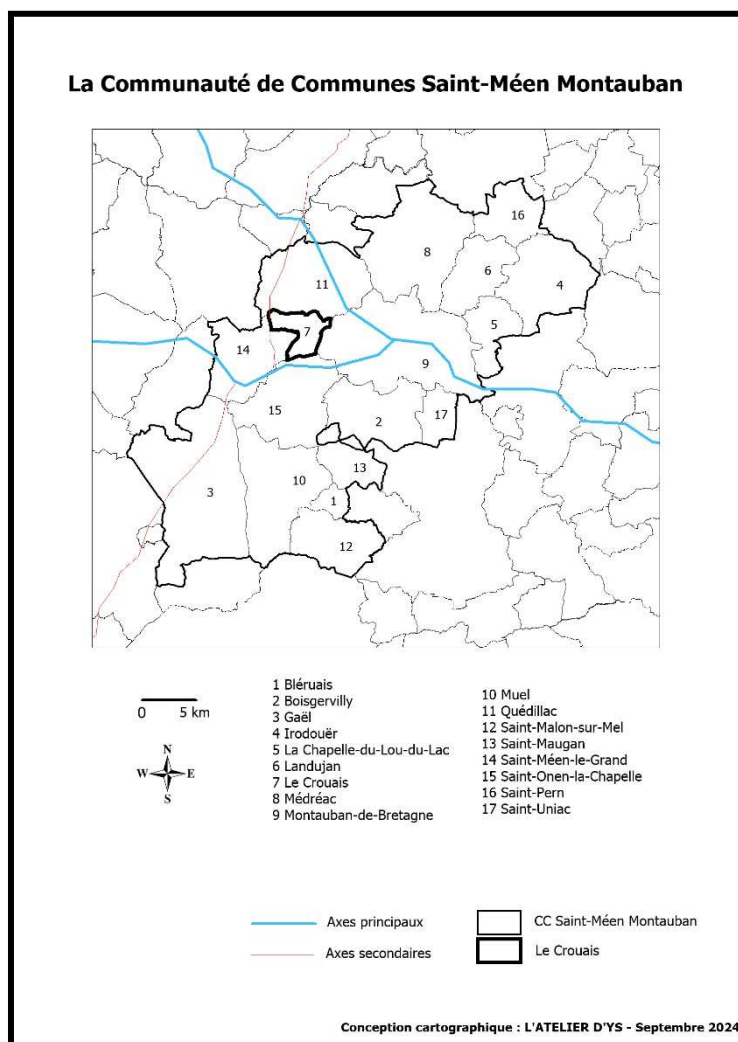 La Communauté de Communes Saint-Méen Montauban
16
8
6
4
11
5
7
14
9
15
2
17
13
3
10
1
12
0 5 km
N
W E
S
1 Bléruais
2 Boisgervilly
3 Gaël
4 Irodouër
5 La Chapelle-du-Lou-du-Lac
6 Landujan
7 Le Crouais
8 Médréac
9 Montauban-de-Bretagne
10 Muel
11 Quédillac
12 Saint-Malon-sur-Mel
13 Saint-Maugan
14 Saint-Méen-le-Grand
15 Saint-Onen-la-Chapelle
16 Saint-Pern
17 Saint-Uniac
Axes principaux
Axes secondaires
CC Saint-Méen Montauban
Le Crouais
Conception cartographique : L'ATELIER D'YS - Septembre 2024